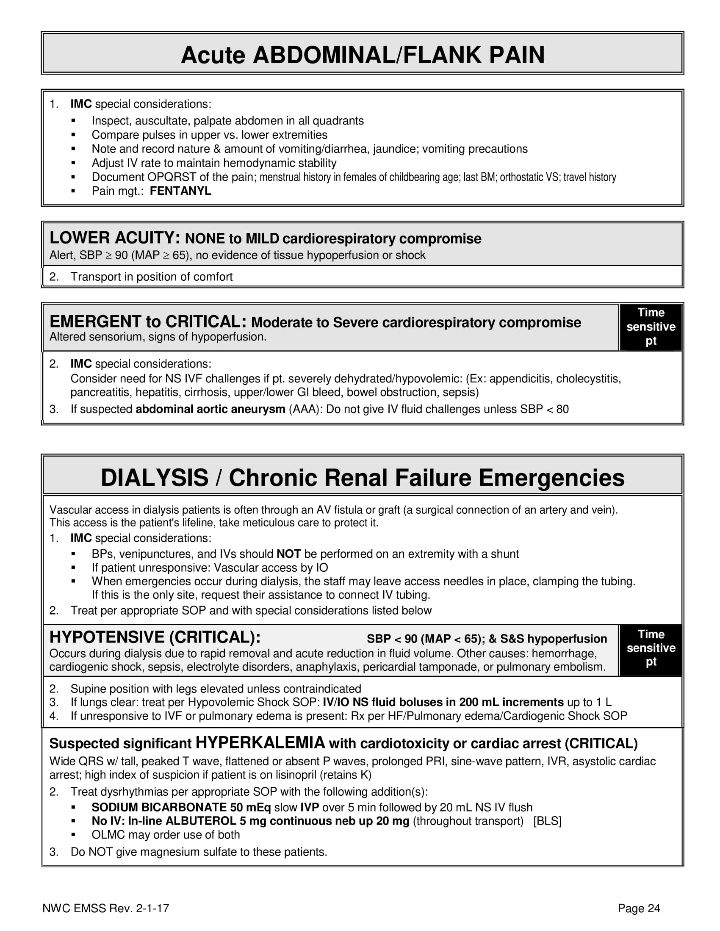 Acute ABDOMINAL/FLANK PAIN
1. IMC special considerations:
▪ Inspect, auscultate, palpate abdomen in all quadrants
▪ Compare pulses in upper vs. lower extremities
▪ Note and record nature & amount of vomiting/diarrhea, jaundice; vomiting precautions
▪ Adjust IV rate to maintain hemodynamic stability
▪ Document OPQRST of the pain; menstrual history in females of childbearing age; last BM; orthostatic VS; travel history
▪ Pain mgt.: FENTANYL
LOWER ACUITY: NONE to MILD cardiorespiratory compromise
Alert, SBP ≥ 90 (MAP ≥ 65), no evidence of tissue hypoperfusion or shock
2. Transport in position of comfort
EMERGENT to CRITICAL: Moderate to Severe cardiorespiratory compromise
Altered sensorium, signs of hypoperfusion.
Time
sensitive
pt
2. IMC special considerations:
Consider need for NS IVF challenges if pt. severely dehydrated/hypovolemic: (Ex: appendicitis, cholecystitis,
pancreatitis, hepatitis, cirrhosis, upper/lower GI bleed, bowel obstruction, sepsis)
3. If suspected abdominal aortic aneurysm (AAA): Do not give IV fluid challenges unless SBP < 80
DIALYSIS / Chronic Renal Failure Emergencies
Vascular access in dialysis patients is often through an AV fistula or graft (a surgical connection of an artery and vein).
This access is the patient's lifeline, take meticulous care to protect it.
1. IMC special considerations:
▪ BPs, venipunctures, and IVs should NOT be performed on an extremity with a shunt
▪ If patient unresponsive: Vascular access by IO
▪ When emergencies occur during dialysis, the staff may leave access needles in place, clamping the tubing.
If this is the only site, request their assistance to connect IV tubing.
2. Treat per appropriate SOP and with special considerations listed below
HYPOTENSIVE (CRITICAL): SBP < 90 (MAP < 65); & S&S hypoperfusion
Occurs during dialysis due to rapid removal and acute reduction in fluid volume. Other causes: hemorrhage,
cardiogenic shock, sepsis, electrolyte disorders, anaphylaxis, pericardial tamponade, or pulmonary embolism.
Time
sensitive
pt
2. Supine position with legs elevated unless contraindicated
3. If lungs clear: treat per Hypovolemic Shock SOP: IV/IO NS fluid boluses in 200 mL increments up to 1 L
4. If unresponsive to IVF or pulmonary edema is present: Rx per HF/Pulmonary edema/Cardiogenic Shock SOP
Suspected significant HYPERKALEMIA with cardiotoxicity or cardiac arrest (CRITICAL)
Wide QRS w/ tall, peaked T wave, flattened or absent P waves, prolonged PRI, sine-wave pattern, IVR, asystolic cardiac
arrest; high index of suspicion if patient is on lisinopril (retains K)
2. Treat dysrhythmias per appropriate SOP with the following addition(s):
▪ SODIUM BICARBONATE 50 mEq slow IVP over 5 min followed by 20 mL NS IV flush
▪ No IV: In-line ALBUTEROL 5 mg continuous neb up 20 mg (throughout transport) [BLS]
▪ OLMC may order use of both
3. Do NOT give magnesium sulfate to these patients.
NWC EMSS Rev. 2-1-17 Page 24